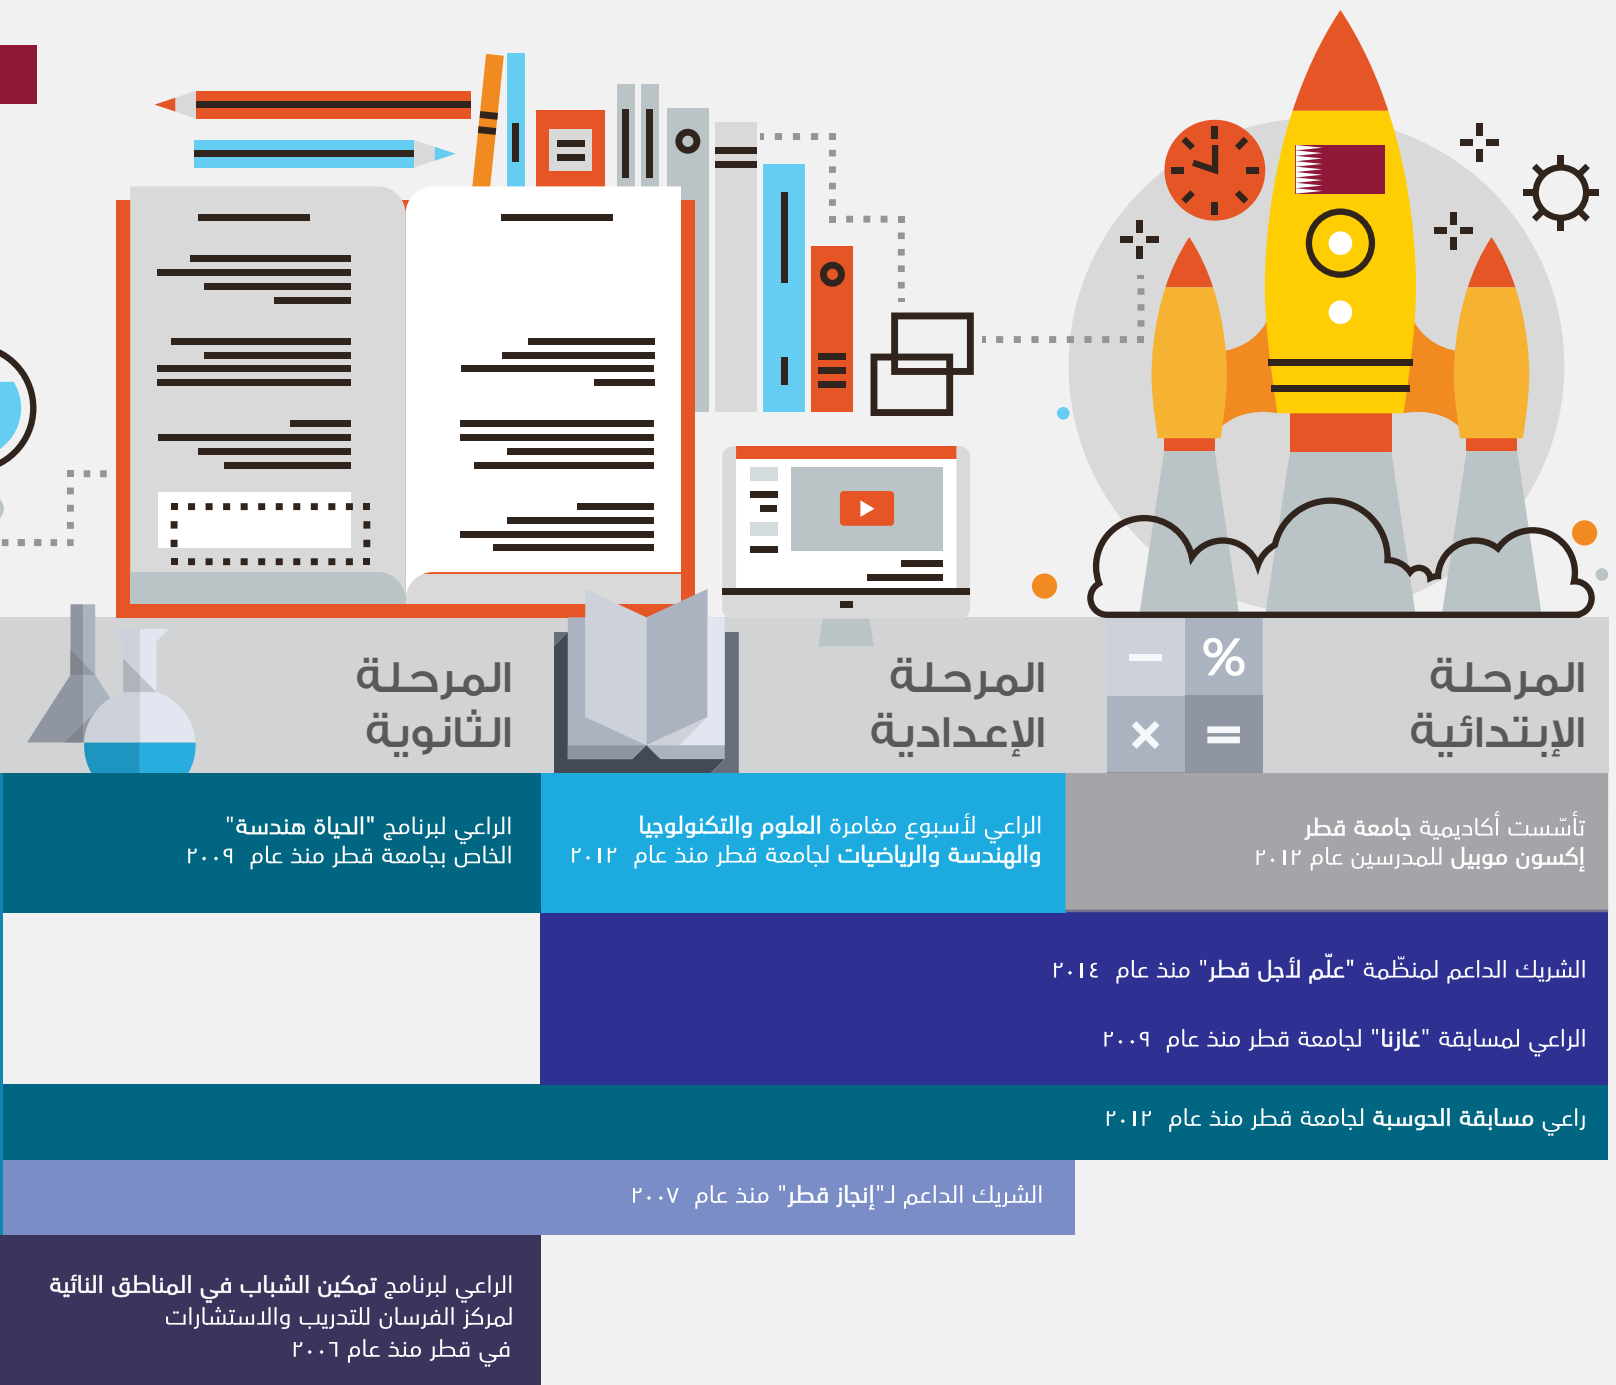 المرحلة
الإبتدائية
المرحلة
الإعدادية
المرحلة
الثانوية
%
−
×
=
تأسّست أكاديمية جامعة قطر
إكسون موبيل للمدرسين عام ٢٠١٢
الراعي لأسبوع مغامرة العلوم والتكنولوجيا
والهندسة والرياضيات لجامعة قطر منذ عام ٢٠١٢
الراعي لبرنامج "الحياة هندسة"
الخاص بجامعة قطر منذ عام ٢٠٠٩
الشريك الداعم لمنظّمة "علّم لأجل قطر" منذ عام ٢٠١٤
الراعي لمسابقة "غازنا" لجامعة قطر منذ عام ٢٠٠٩
راعي مسابقة الحوسبة لجامعة قطر منذ عام ٢٠١٢
الشريك الداعم لـ"إنجاز قطر" منذ عام ٢٠٠٧
الراعي لبرنامج تمكين الشباب في المناطق النائية
لمركز الفرسان للتدريب والاستشارات
في قطر منذ عام ٢٠٠٦